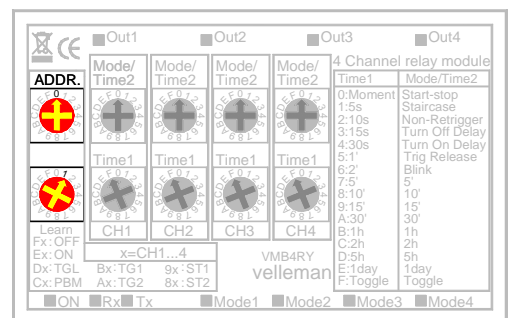 Out1 Out2 Out3 Out4
4 Channel relay module
ADDR.
Mode/ Time2 Mode/ Time2 Mode/ Time2 Mode/ Time2
Time1 Time1 Time1 Time1
CH1 CH2 CH3 CH4
Time1 Mode/Time2
0:Moment Start-stop
1:5s Staircase
2:10s Non-Retrigger
3:15s Turn Off Delay
4:30s Turn On Delay
5:1' Trig Release
6:2' Blink
7:5' 5'
8:10' 10'
9:15' 15'
A:30' 30'
B:1h 1h
C:2h 2h
D:5h 5h
E:1day 1day
F:Toggle Toggle
Learn
Fx:OFF
Ex:ON
Dx:TGL
Cx:PBM
x=CH1...4
Bx:TG1 9x:ST1
Ax:TG2 8x:ST2
VMB4RY
velleman
ON Rx Tx Mode1 Mode2 Mode3 Mode4